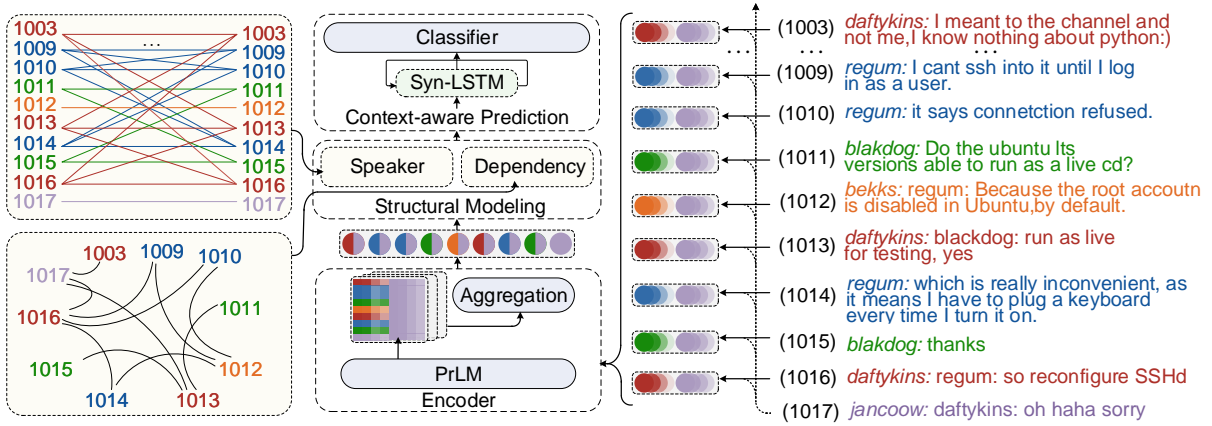 1003 1003
1009 ... 1009
1010 1010
1011 1011
1012 1012
1013 1013
1014 1014
1015 1015
1016 1016
1017 1017
1003 1009 1010
1017
1016 1011
1015 1012
1014 1013
Classifier
Syn-LSTM
Context-aware Prediction
Speaker Dependency
Structural Modeling
Aggregation
PrLM
Encoder
(1003) daftykins: I meant to the channel and
not me,I know nothing about python:)
... ... ...
(1009) regum: I cant ssh into it until I log
in as a user.
(1010) regum: it says connetction refused.
(1011) blakdog: Do the ubuntu lts
versions able to run as a live cd?
(1012) bekks: regum: Because the root accoutn
is disabled in Ubuntu,by default.
(1013) daftykins: blackdog: run as live
for testing, yes
(1014) regum: which is really inconvenient, as
it means I have to plug a keyboard
every time I turn it on.
(1015) blakdog: thanks
(1016) daftykins: regum: so reconfigure SSHd
(1017) jancoow: daftykins: oh haha sorry